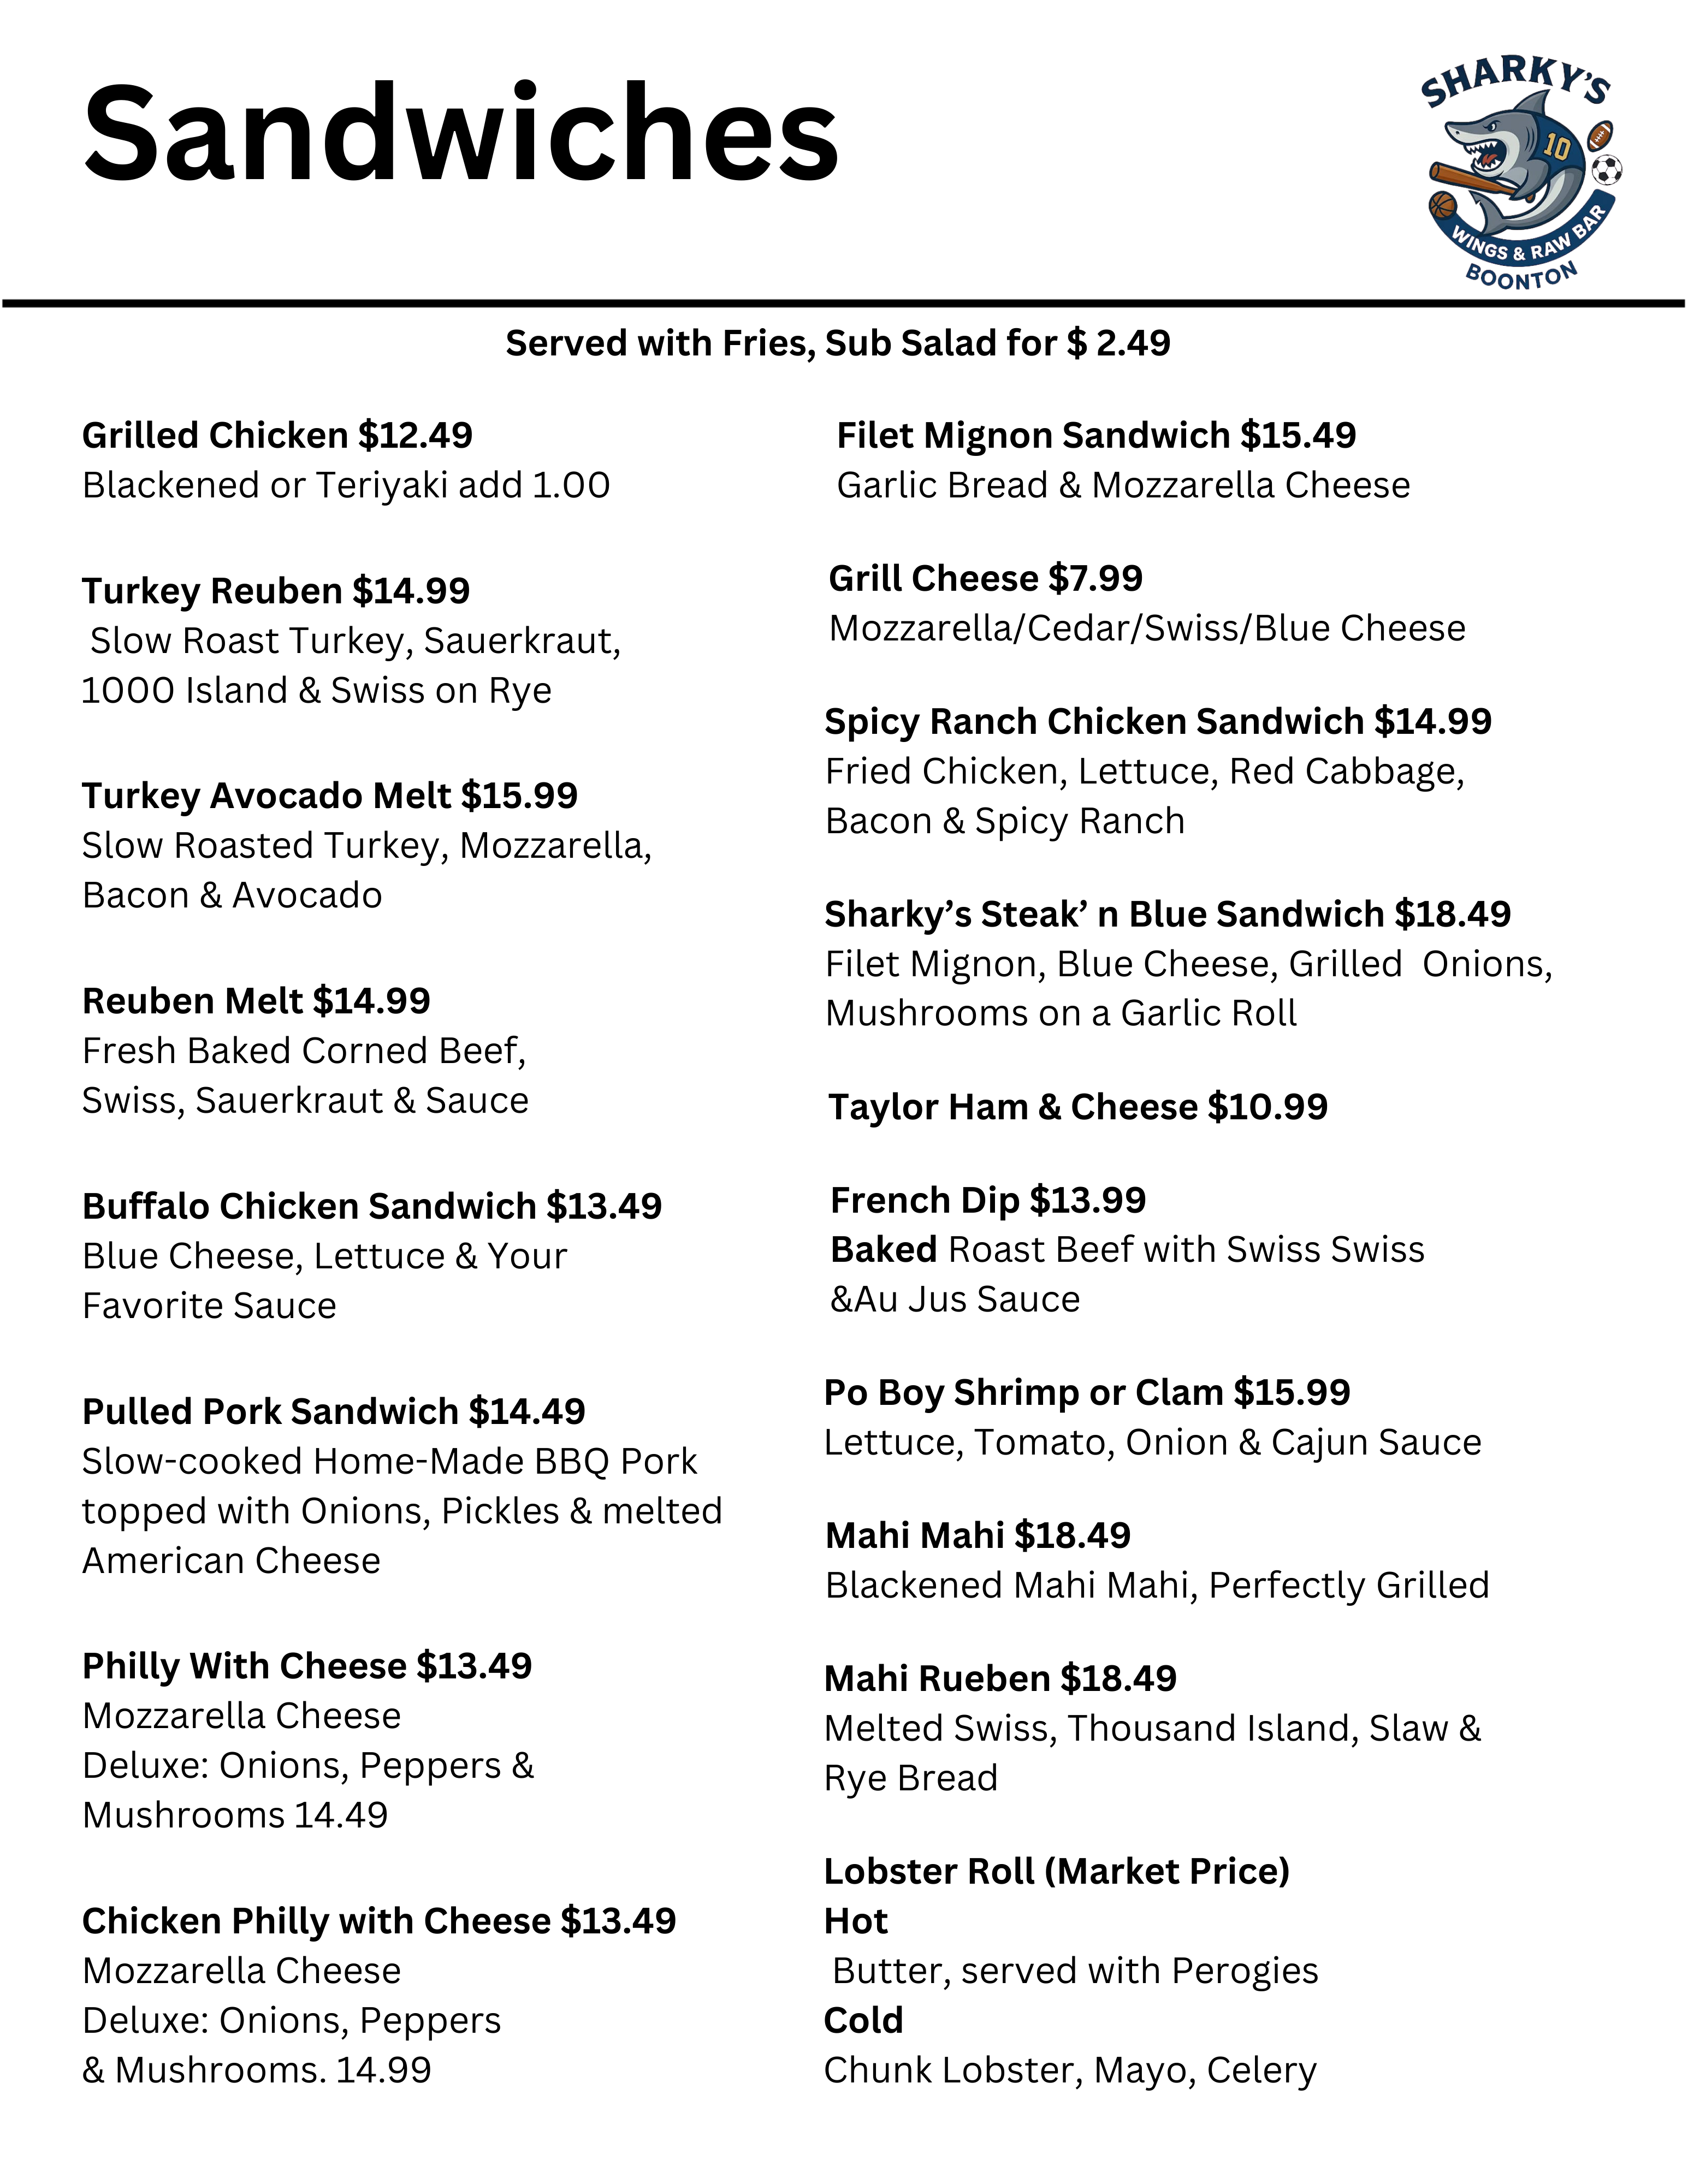 Sandwiches
SHARKY'S
10
WINGS & RAW BAR
BOONTON
Served with Fries, Sub Salad for $ 2.49
Grilled Chicken $12.49
Blackened or Teriyaki add 1.00
Turkey Reuben $14.99
Slow Roast Turkey, Sauerkraut,
1000 Island & Swiss on Rye
Turkey Avocado Melt $15.99
Slow Roasted Turkey, Mozzarella,
Bacon & Avocado
Reuben Melt $14.99
Fresh Baked Corned Beef,
Swiss, Sauerkraut & Sauce
Buffalo Chicken Sandwich $13.49
Blue Cheese, Lettuce & Your
Favorite Sauce
Pulled Pork Sandwich $14.49
Slow-cooked Home-Made BBQ Pork
topped with Onions, Pickles & melted
American Cheese
Philly With Cheese $13.49
Mozzarella Cheese
Deluxe: Onions, Peppers &
Mushrooms 14.49
Chicken Philly with Cheese $13.49
Mozzarella Cheese
Deluxe: Onions, Peppers
& Mushrooms. 14.99
Filet Mignon Sandwich $15.49
Garlic Bread & Mozzarella Cheese
Grill Cheese $7.99
Mozzarella/Cedar/Swiss/Blue Cheese
Spicy Ranch Chicken Sandwich $14.99
Fried Chicken, Lettuce, Red Cabbage,
Bacon & Spicy Ranch
Sharky’s Steak’ n Blue Sandwich $18.49
Filet Mignon, Blue Cheese, Grilled  Onions,
Mushrooms on a Garlic Roll
Taylor Ham & Cheese $10.99
French Dip $13.99
Baked Roast Beef with Swiss Swiss
&Au Jus Sauce
Po Boy Shrimp or Clam $15.99
Lettuce, Tomato, Onion & Cajun Sauce
Mahi Mahi $18.49
Blackened Mahi Mahi, Perfectly Grilled
Mahi Rueben $18.49
Melted Swiss, Thousand Island, Slaw &
Rye Bread
Lobster Roll (Market Price)
Hot
Butter, served with Perogies
Cold
Chunk Lobster, Mayo, Celery